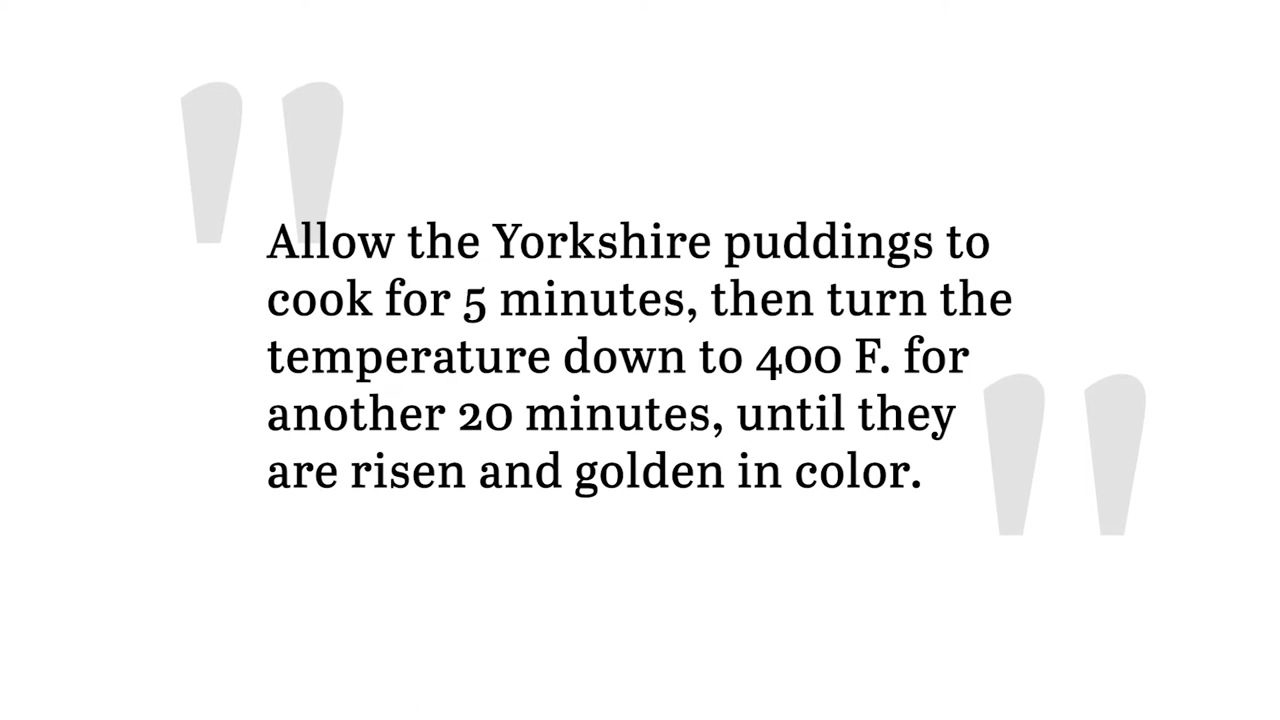 Allow the Yorkshire puddings to
cook for 5 minutes, then turn the
temperature down to 400 F. for
another 20 minutes, until they
are risen and golden in color.